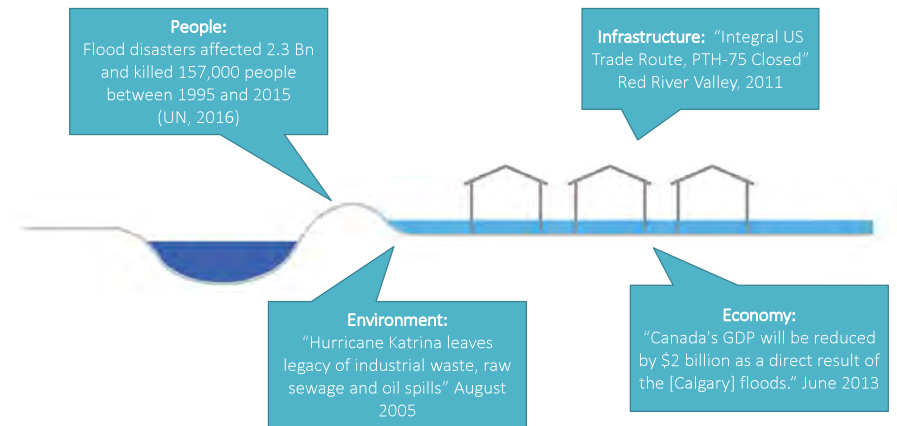 People:
Flood disasters affected 2.3 Bn
and killed 157,000 people
between 1995 and 2015
(UN, 2016)
Infrastructure: “Integral US
Trade Route, PTH-75 Closed”
Red River Valley, 2011
Environment:
“Hurricane Katrina leaves
legacy of industrial waste, raw
sewage and oil spills” August
2005
Economy:
“Canada's GDP will be reduced
by $2 billion as a direct result of
the [Calgary] floods.” June 2013